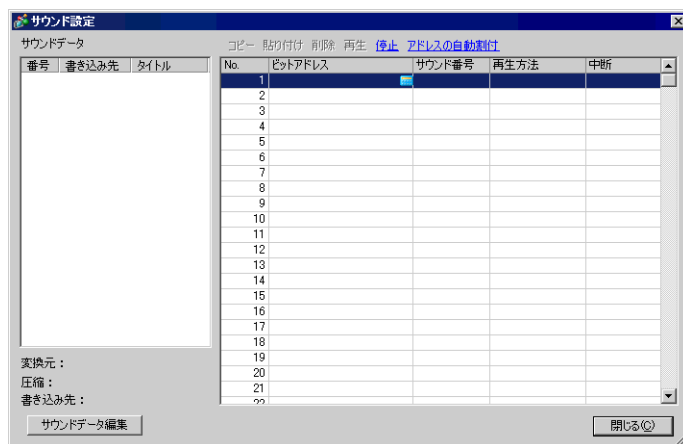 サウンド設定
サウンドデータ
コピー 貼り付け 削除 再生 停止 アドレスの自動割付
番号 書き込み先 タイトル
No. ビットアドレス サウンド番号 再生方法 中断
1
2
3
4
5
6
7
8
9
10
11
12
13
14
15
16
17
18
19
20
21
22
変換元：
圧縮：
書き込み先：
サウンドデータ編集
閉じる(C)